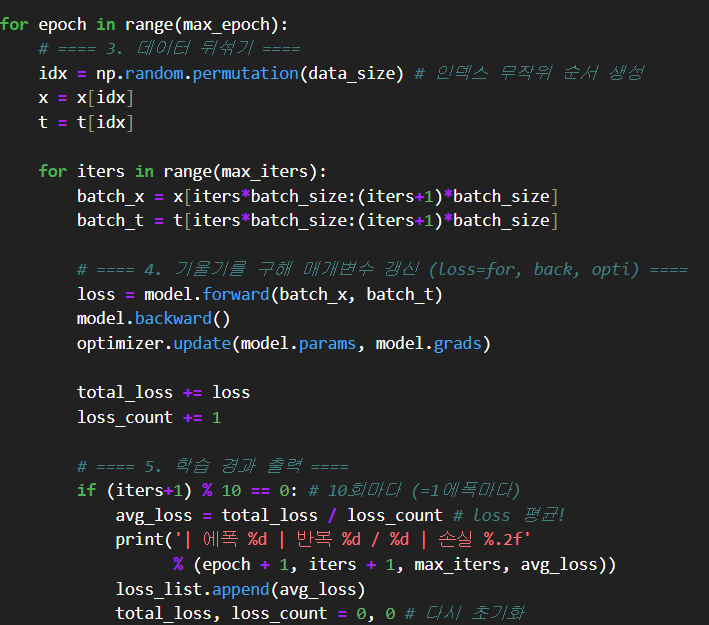 for epoch in range(max_epoch):
# ==== 3. 데이터 뒤섞기 ====
idx = np.random.permutation(data_size) # 인덱스 무작위 순서 생성
x = x[idx]
t = t[idx]
for iters in range(max_iters):
batch_x = x[iters*batch_size:(iters+1)*batch_size]
batch_t = t[iters*batch_size:(iters+1)*batch_size]
# ==== 4. 기울기를 구해 매개변수 갱신 (loss=for, back, opti) ====
loss = model.forward(batch_x, batch_t)
model.backward()
optimizer.update(model.params, model.grads)
total_loss += loss
loss_count += 1
# ==== 5. 학습 경과 출력 ====
if (iters+1) % 10 == 0: # 10회마다 (=1에폭마다)
avg_loss = total_loss / loss_count # loss 평균!
print('| 에폭 %d | 반복 %d / %d | 손실 %.2f'
% (epoch + 1, iters + 1, max_iters, avg_loss))
loss_list.append(avg_loss)
total_loss, loss_count = 0, 0 # 다시 초기화